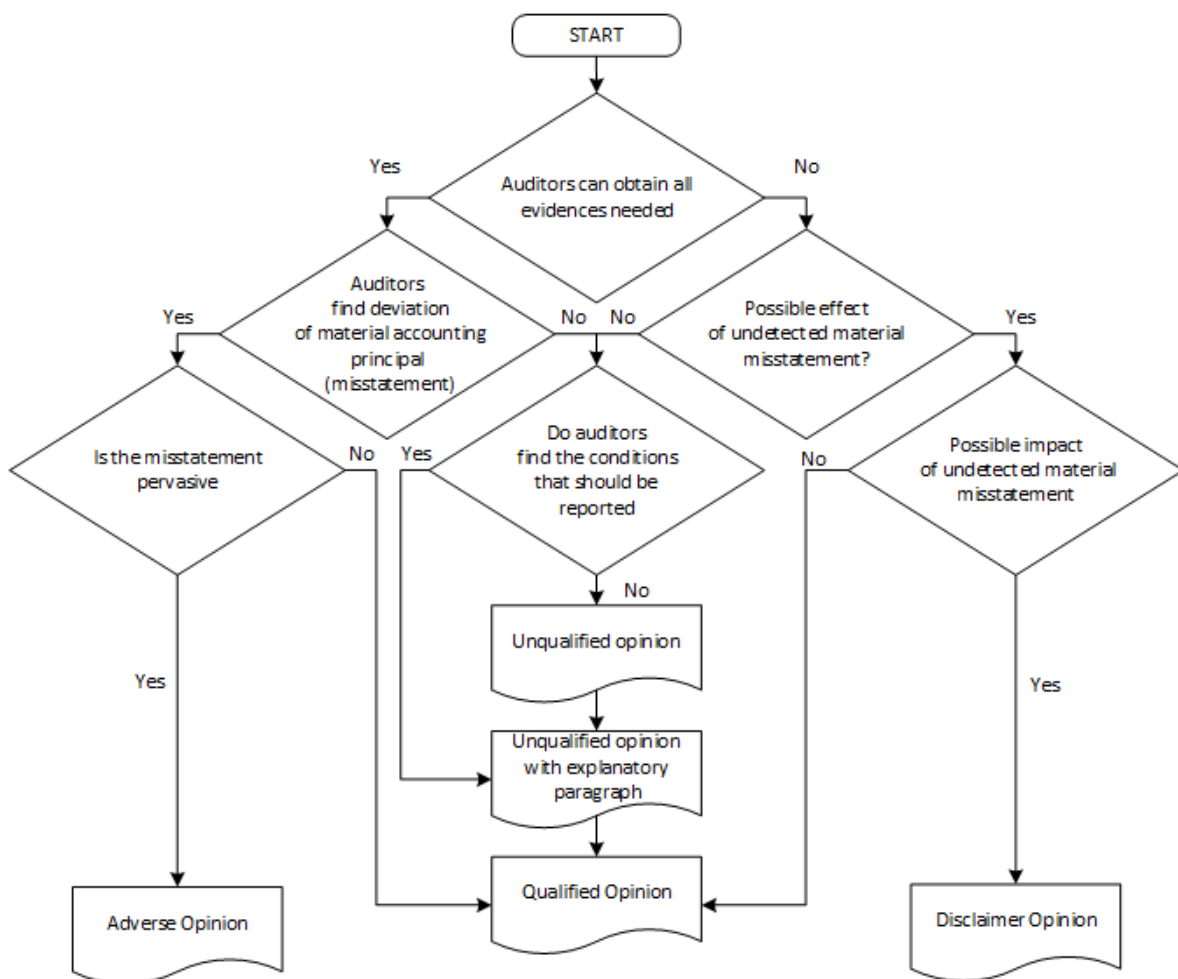 START
Yes
No
Auditors can obtain all
evidences needed
Auditors
find deviation
of material accounting
principal
(misstatement)
Yes
No
No
Possible effect
of undetected material
misstatement?
Yes
Is the misstatement
pervasive
No
Yes
Do auditors
find the conditions
that should be
reported
No
Possible impact
of undetected material
misstatement
No
Unqualified opinion
Yes
Yes
Unqualified opinion
with explanatory
paragraph
Adverse Opinion
Qualified Opinion
Disclaimer Opinion